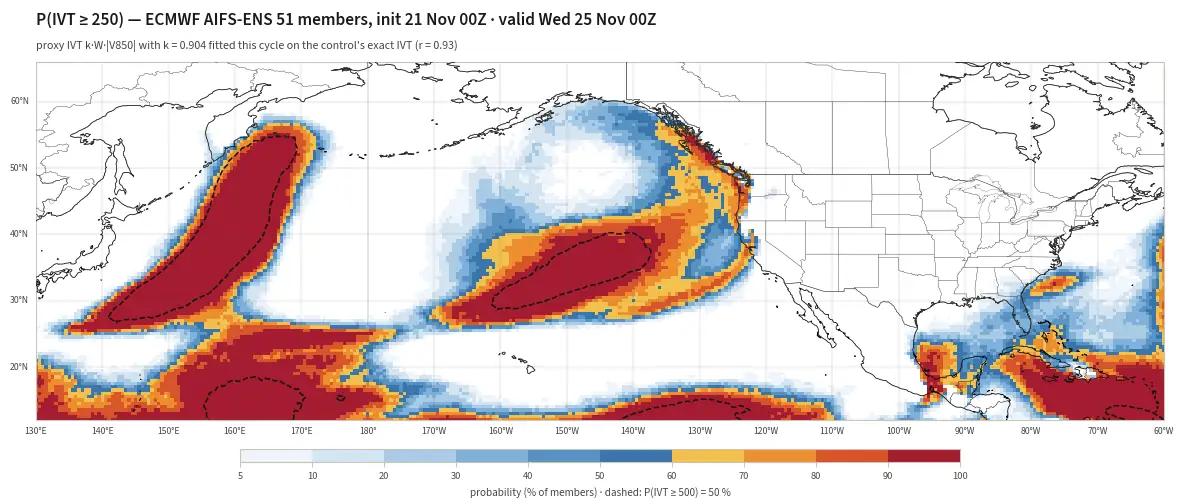 P(IVT ≥ 250) — ECMWF AIFS-ENS 51 members, init 21 Nov 00Z · valid Wed 25 Nov 00Z
proxy IVT k·W·|V850| with k = 0.904 fitted this cycle on the control's exact IVT (r = 0.93)
60°N
50°N
40°N
30°N
20°N
130°E 140°E 150°E 160°E 170°E 180° 170°W 160°W 150°W 140°W 130°W 120°W 110°W 100°W 90°W 80°W 70°W 60°W
5 10 20 30 40 50 60 70 80 90 100
probability (% of members) · dashed: P(IVT ≥ 500) = 50 %